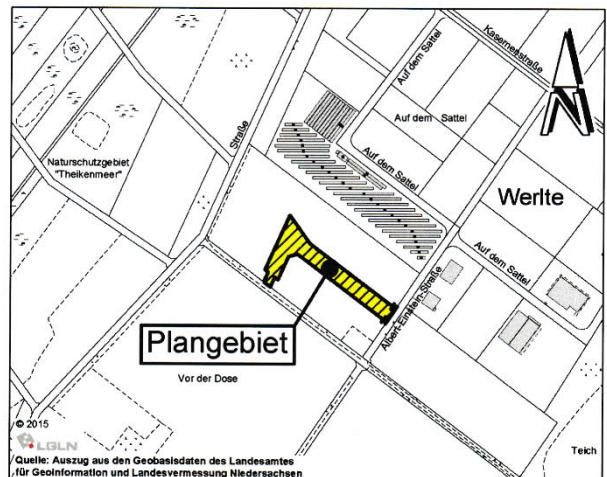 Kasernenstraße
Auf dem Sattel
Auf dem Sattel
N
Straße
Naturschutzgebiet
"Theikenmeer"
Auf dem Sattel
Werlte
Auf dem Sattel
Albert-Einstein-Straße
Plangebiet
Vor der Dose
© 2015
LGLN
Teich
Quelle: Auszug aus den Geobasisdaten des Landesamtes
für Geoinformation und Landesvermessung Niedersachsen